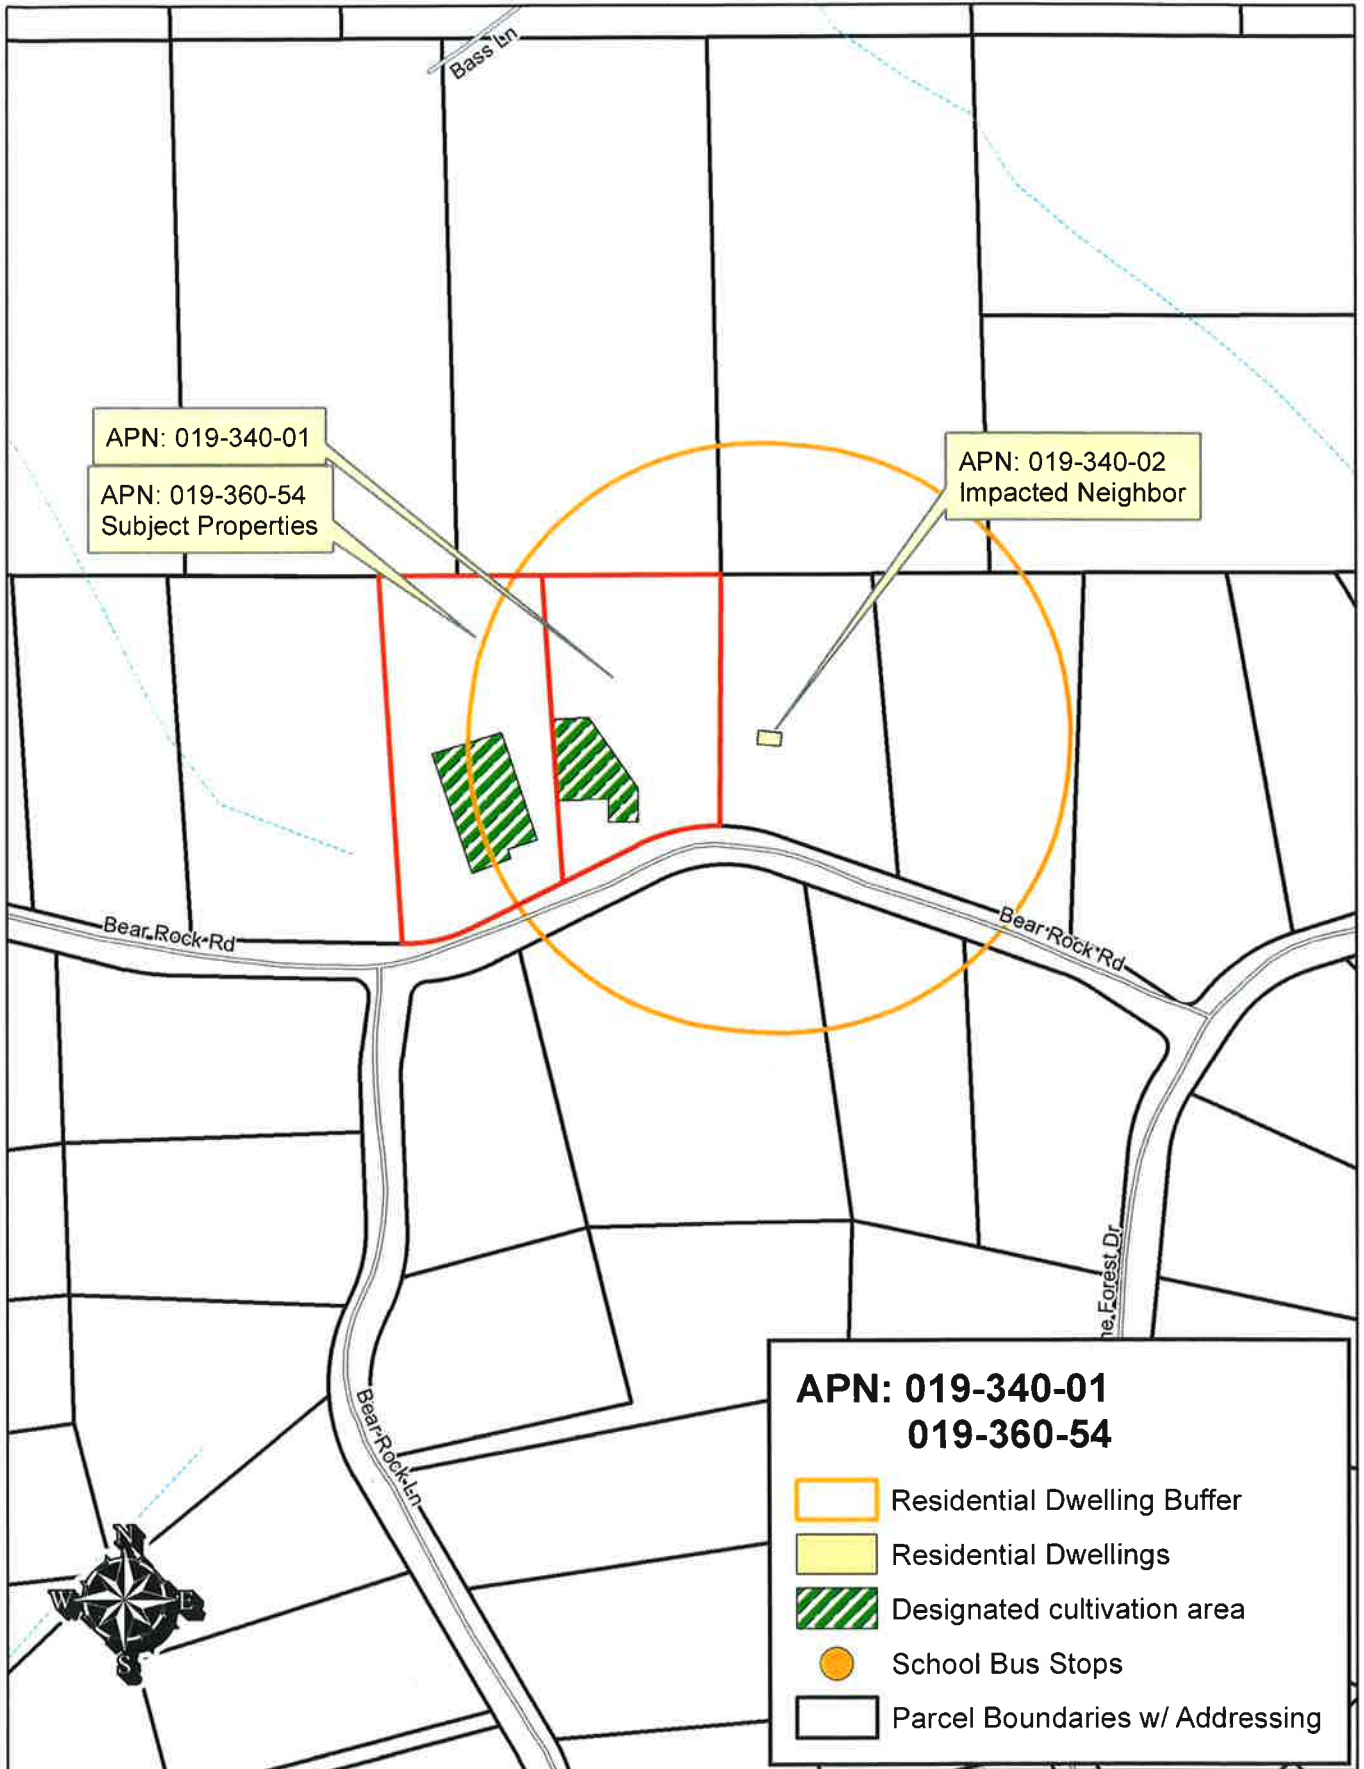 Bass Ln
APN: 019-340-01
APN: 019-360-54
Subject Properties
APN: 019-340-02
Impacted Neighbor
Bear Rock Rd
Bear Rock Rd
ne Forest Dr
Bear Rock Ln
N
W
E
S
APN: 019-340-01
019-360-54
Residential Dwelling Buffer
Residential Dwellings
Designated cultivation area
School Bus Stops
Parcel Boundaries w/ Addressing